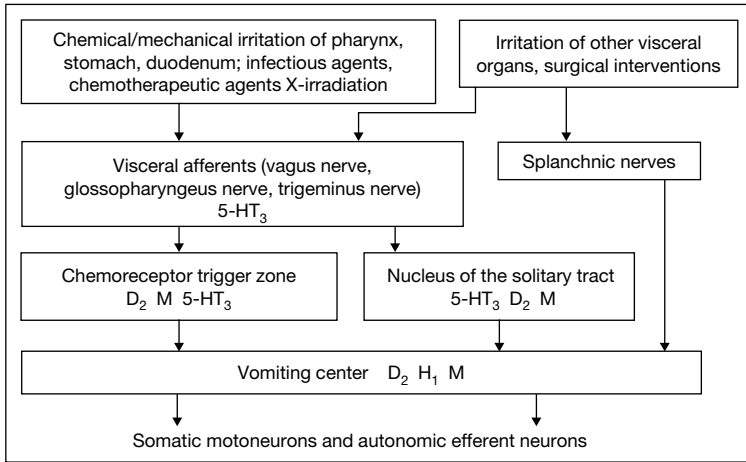 Chemical/mechanical irritation of pharynx,
stomach, duodenum; infectious agents,
chemotherapeutic agents X-irradiation
Irritation of other visceral
organs, surgical interventions
Visceral afferents (vagus nerve,
glossopharyngeus nerve, trigeminus nerve)
5-HT₃
Splanchnic nerves
Chemoreceptor trigger zone
D₂ M 5-HT₃
Nucleus of the solitary tract
5-HT₃ D₂ M
Vomiting center D₂ H₁ M
Somatic motoneurons and autonomic efferent neurons